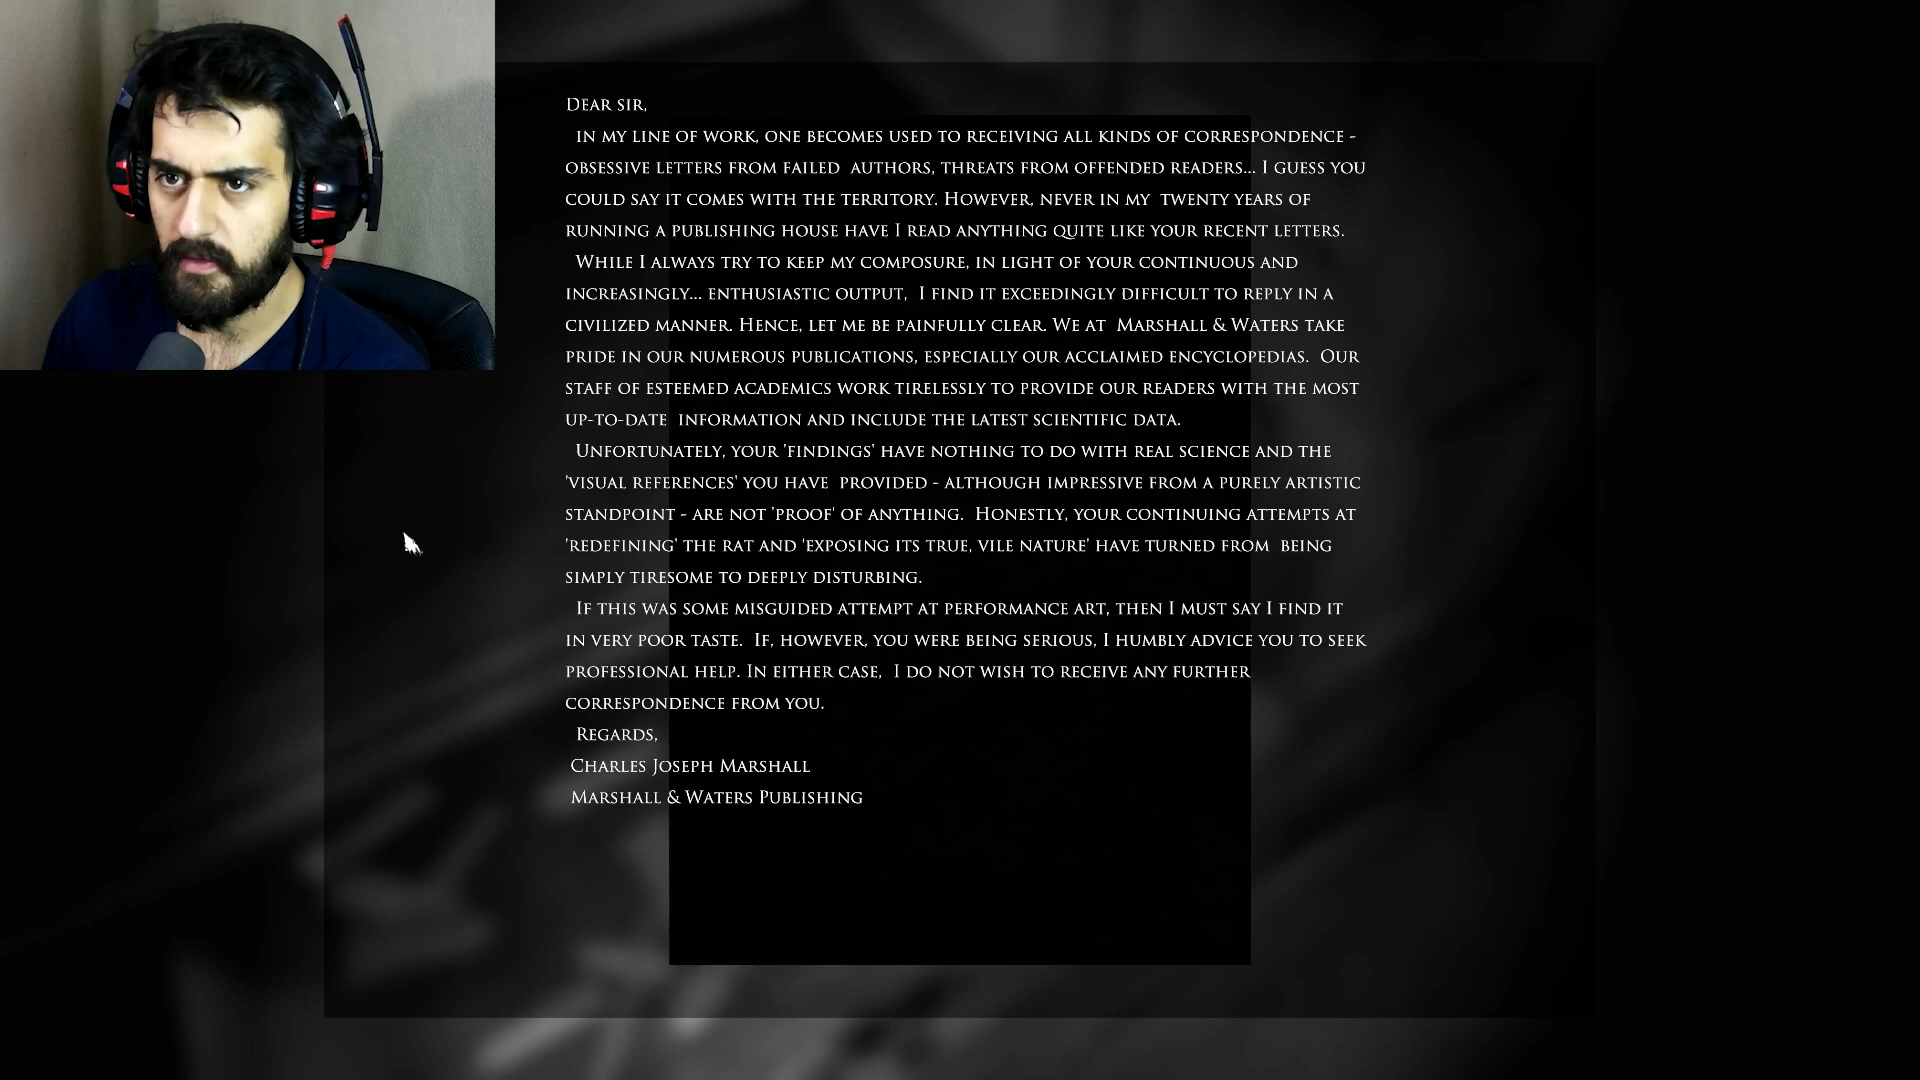 Dear sir,
in my line of work, one becomes used to receiving all kinds of correspondence -
obsessive letters from failed authors, threats from offended readers... I guess you
could say it comes with the territory. However, never in my twenty years of
running a publishing house have I read anything quite like your recent letters.
While I always try to keep my composure, in light of your continuous and
increasingly... enthusiastic output, I find it exceedingly difficult to reply in a
civilized manner. Hence, let me be painfully clear. We at Marshall & Waters take
pride in our numerous publications, especially our acclaimed encyclopedias. Our
staff of esteemed academics work tirelessly to provide our readers with the most
up-to-date information and include the latest scientific data.
Unfortunately, your 'findings' have nothing to do with real science and the
'visual references' you have provided - although impressive from a purely artistic
standpoint - are not 'proof' of anything. Honestly, your continuing attempts at
'redefining' the rat and 'exposing its true, vile nature' have turned from being
simply tiresome to deeply disturbing.
If this was some misguided attempt at performance art, then I must say I find it
in very poor taste. If, however, you were being serious, I humbly advice you to seek
professional help. In either case, I do not wish to receive any further
correspondence from you.
Regards,
Charles Joseph Marshall
Marshall & Waters Publishing